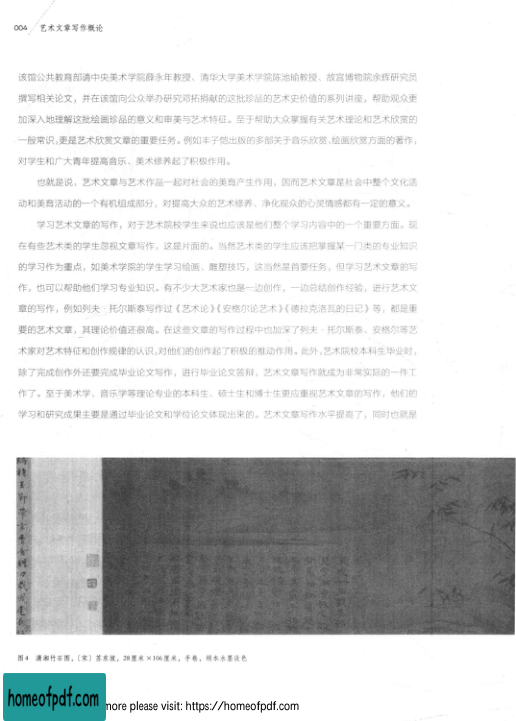 004 艺术文章写作概论
该馆公共教育部请中央美术学院薛永年教授、清华大学美术学院陈池瑜教授、故宫博物院余辉研究员
撰写相关论文，并在该馆向公众举办研究邓拓捐献的这批珍品的艺术史价值的系列讲座，帮助观众更
加深入地理解这批绘画珍品的意义和审美与艺术特征。至于帮助大众掌握有关艺术理论和艺术欣赏的
一般常识，更是艺术欣赏文章的重要任务。例如丰子恺出版的多部关于音乐欣赏、绘画欣赏方面的著作，
对学生和广大青年提高音乐、美术修养起了积极作用。
也就是说，艺术文章与艺术作品一起对社会的美育产生作用，因而艺术文章是社会中整个文化活
动和美育活动的一个有机组成部分，对提高大众的艺术修养、净化观众的心灵情感都有一定的意义。
学习艺术文章的写作，对于艺术院校学生来说也应该是他们整个学习内容中的一个重要方面。现
在有些艺术类的学生忽视文章写作，这是片面的。当然艺术类的学生应该把掌握某一门类的专业知识
的学习作为重点，如美术学院的学生学习绘画、雕塑技巧，这当然是首要任务，但学习艺术文章的写
作，也可以帮助他们学习专业知识。有不少大艺术家也是一边创作，一边总结创作经验，进行艺术文
章的写作，例如列夫·托尔斯泰写作过《艺术论》《安格尔论艺术》《德拉克洛瓦的日记》等，都是重
要的艺术文章，其理论价值还很高。在这些文章的写作过程中也加深了列夫·托尔斯泰、安格尔等艺
术家对艺术特征和创作规律的认识，对他们的创作起了积极的推动作用。此外，艺术院校本科生毕业时，
除了完成创作外还要完成毕业论文写作，进行毕业论文答辩，艺术文章写作就成为非常实际的一件工
作了。至于美术学、音乐学等理论专业的本科生、硕士生和博士生更应重视艺术文章的写作，他们的
学习和研究成果主要是通过毕业论文和学位论文体现出来的。艺术文章写作水平提高了，同时也就是
图4 潇湘竹石图，（宋）苏东坡，28厘米×106厘米，手卷，绢本水墨设色
homeofpdf.com
more please visit: https://homeofpdf.com